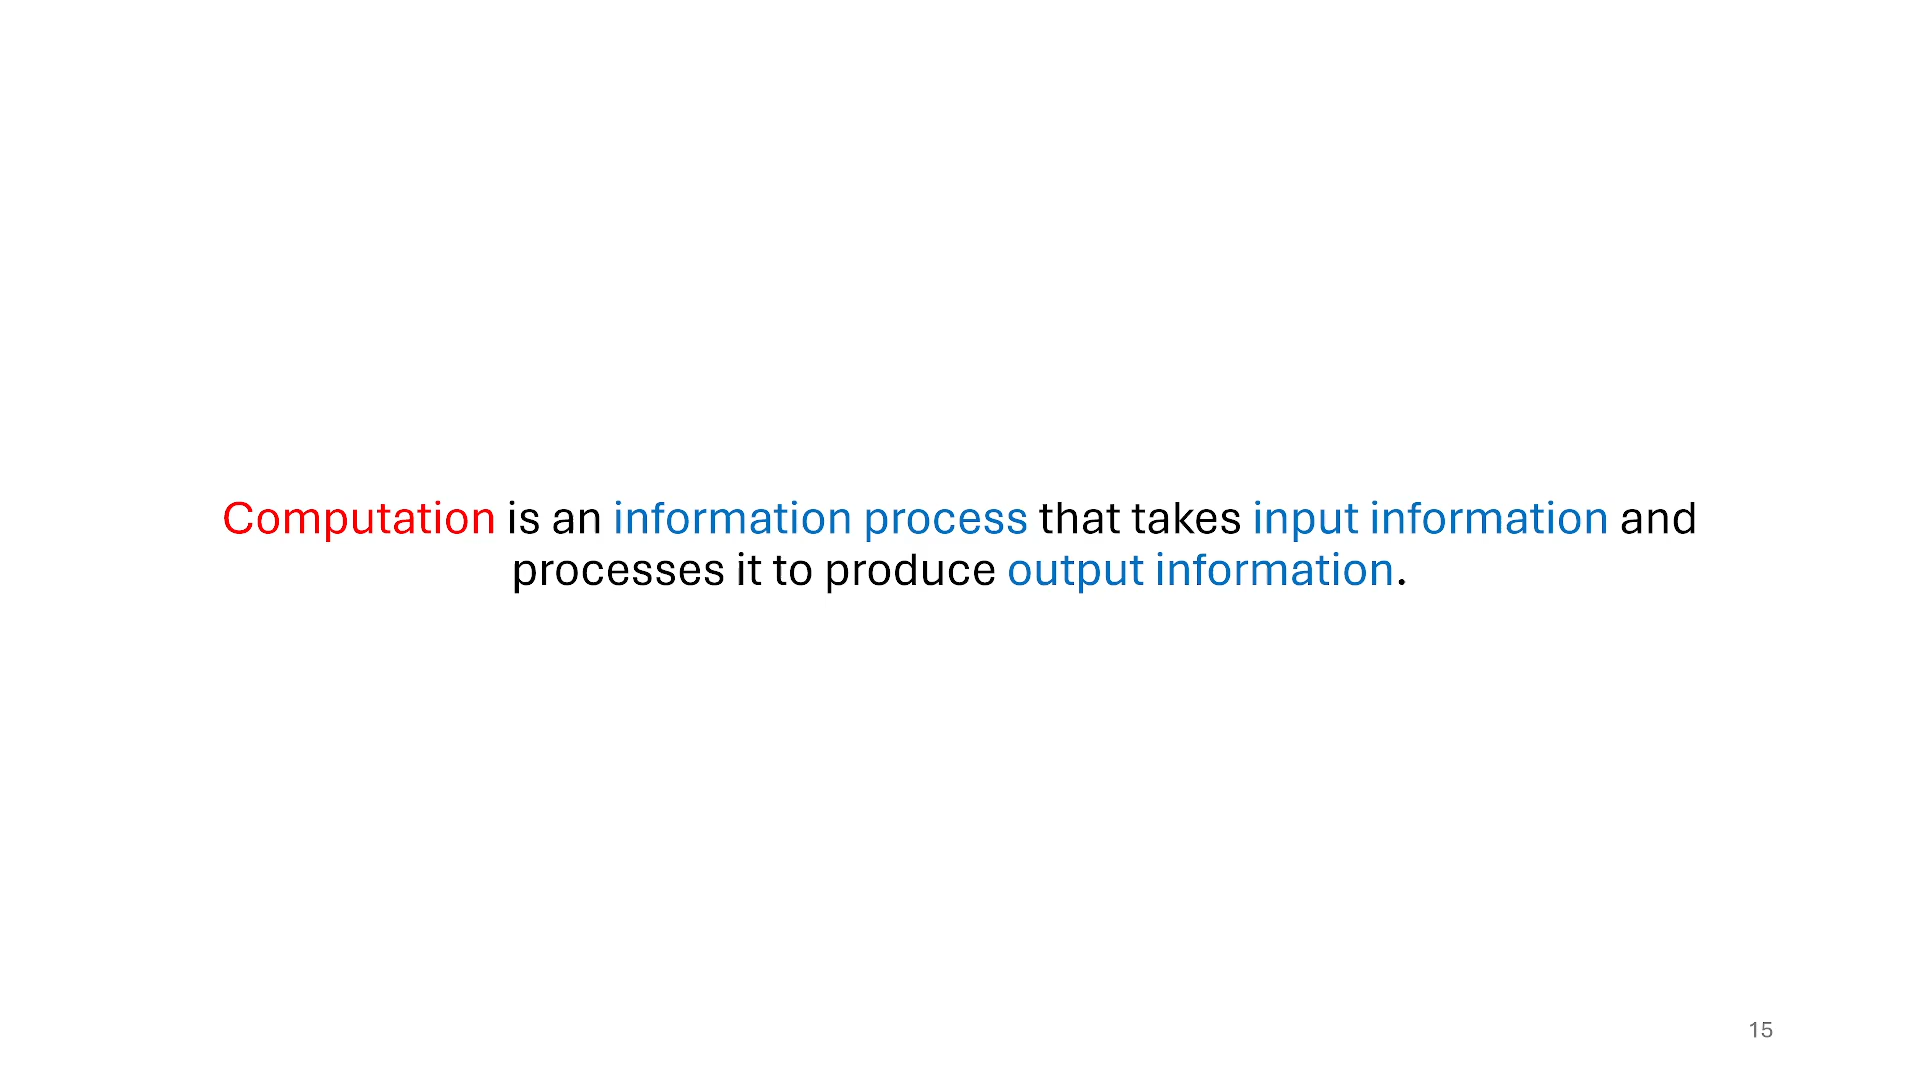 Computation is an information process that takes input information and
processes it to produce output information.
15